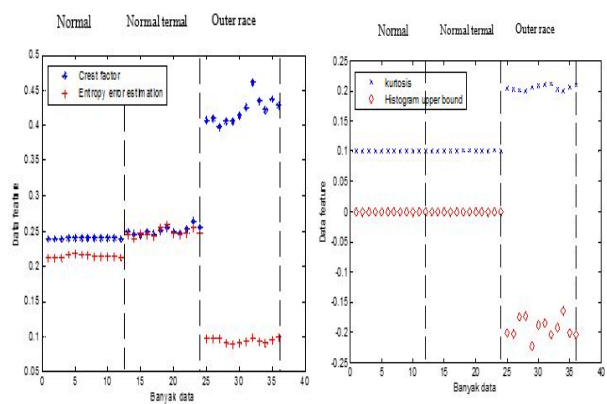 Normal Normal termal Outer race
0.5
Crest factor
Entropy error estimation
0.45
0.4
0.35
0.3
0.25
0.2
0.15
0.1
0.05
Data feature
0 5 10 15 20 25 30 35 40
Banyak data
Normal Normal termal Outer race
0.25
kurtosis
Histogram upper bound
0.2
0.15
0.1
0.05
0
-0.05
-0.1
-0.15
-0.2
-0.25
Data feature
0 5 10 15 20 25 30 35 40
Banyak data